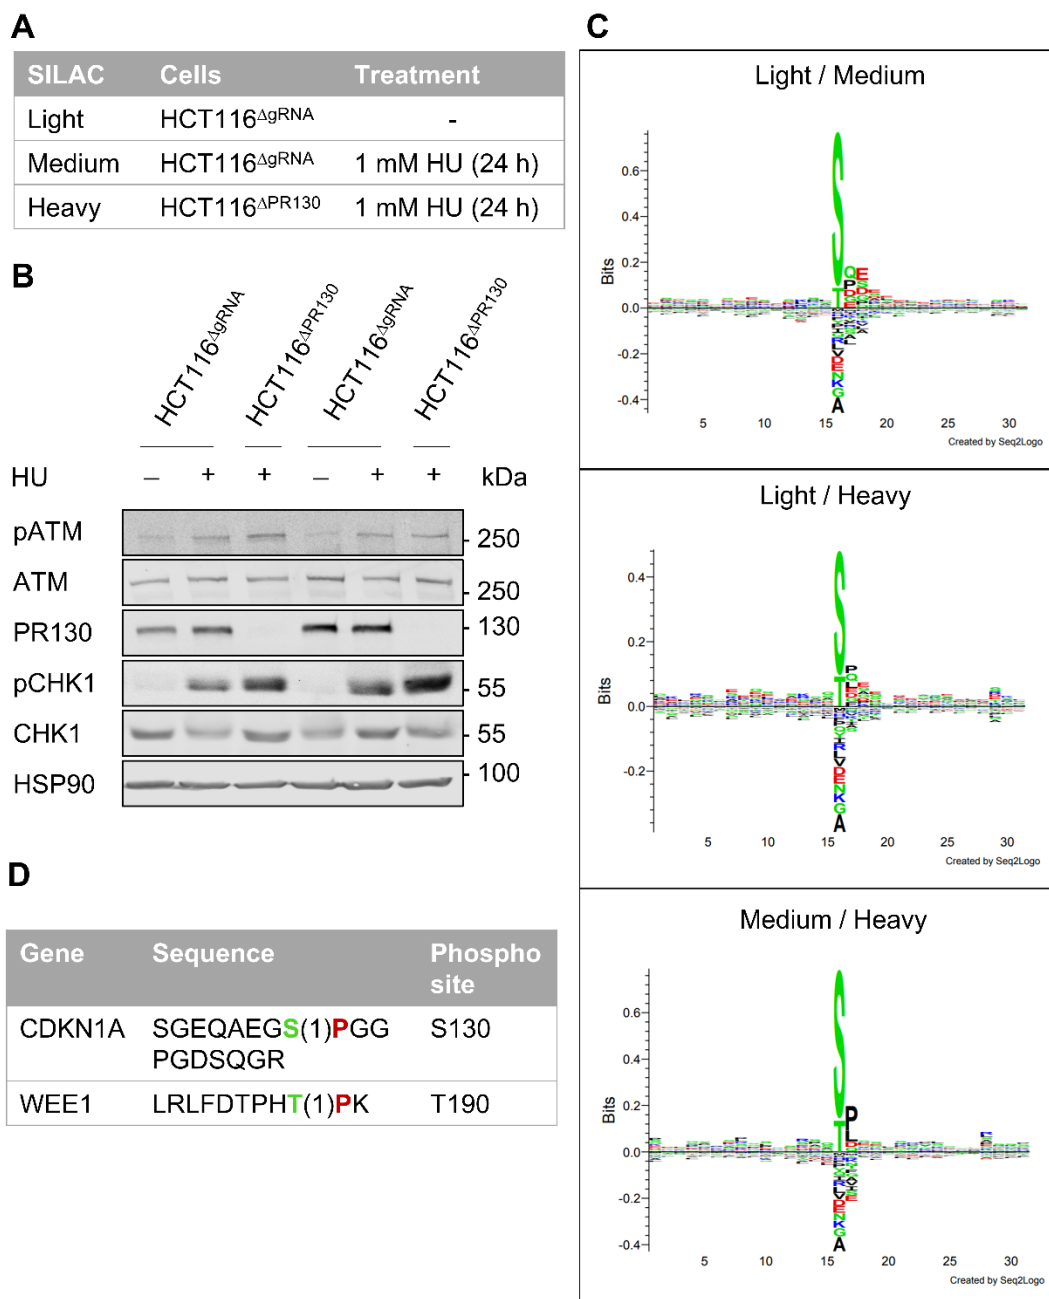 A
SILAC Cells Treatment
Light HCT116ΔgRNA -
Medium HCT116ΔgRNA 1 mM HU (24 h)
Heavy HCT116ΔPR130 1 mM HU (24 h)
B
HCT116ΔgRNA HCT116ΔPR130 HCT116ΔgRNA HCT116ΔPR130
HU – + + – + + kDa
pATM - 250
ATM - 250
PR130 - 130
pCHK1 - 55
CHK1 - 55
HSP90 - 100
C
Light / Medium
Bits
0.6
0.4
0.2
0.0
-0.2
-0.4
S
T
Q E
P
A
5 10 15 20 25 30
Created by Seq2Logo
Light / Heavy
Bits
0.4
0.2
0.0
-0.2
S
T
P
A
5 10 15 20 25 30
Created by Seq2Logo
Medium / Heavy
Bits
0.6
0.4
0.2
0.0
-0.2
-0.4
S
T
P
L
A
5 10 15 20 25 30
Created by Seq2Logo
D
Gene Sequence Phospho
site
CDKN1A SGEQAEGS(1)PGG S130
PGDSQGR
WEE1 LRLFDTPHT(1)PK T190